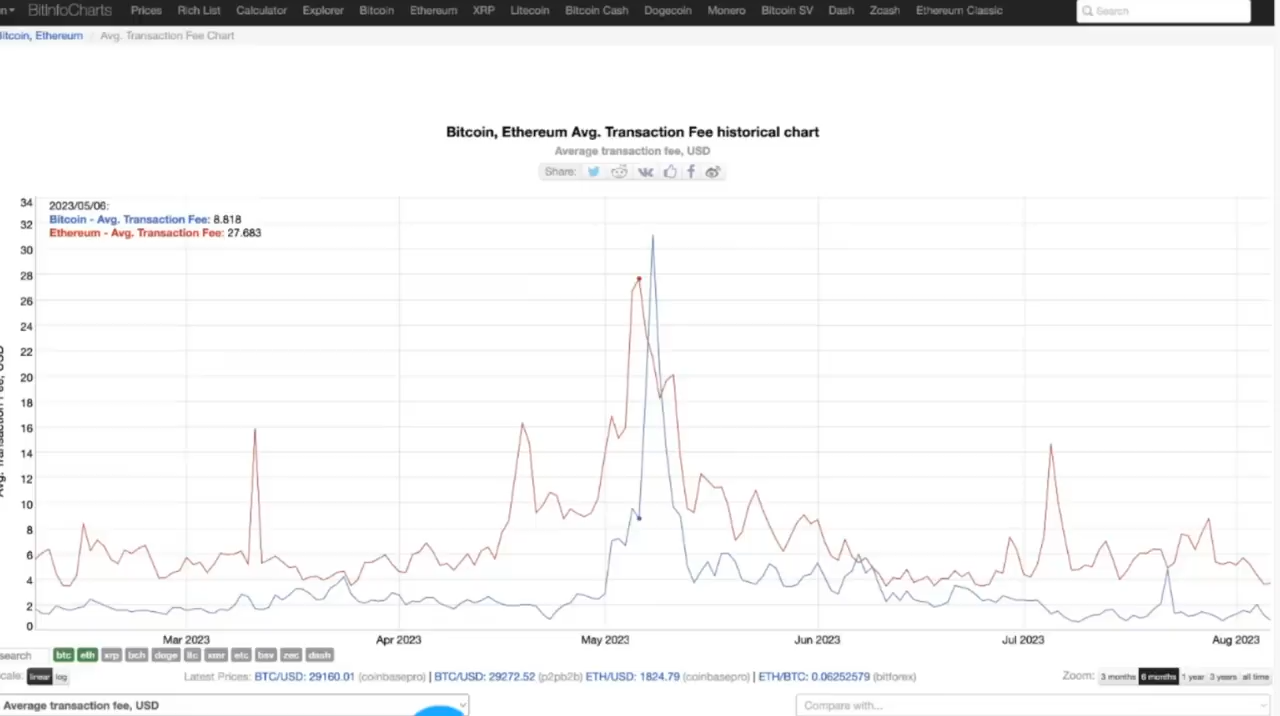 BitInfoCharts Prices Rich List Calculator Explorer Bitcoin Ethereum XRP Litecoin Bitcoin Cash Dogecoin Monero Bitcoin SV Dash Zcash Ethereum Classic Search
Bitcoin, Ethereum / Avg. Transaction Fee Chart
Bitcoin, Ethereum Avg. Transaction Fee historical chart
Average transaction fee, USD
Share:
34
2023/05/06:
Bitcoin - Avg. Transaction Fee: 8.818
Ethereum - Avg. Transaction Fee: 27.683
32
30
28
26
24
22
20
18
16
14
12
10
8
6
4
2
0
Avg. Transaction Fee, USD
Mar 2023 Apr 2023 May 2023 Jun 2023 Jul 2023 Aug 2023
search btc eth xrp bch doge ltc xmr etc bsv zec dash
cale: linear log Latest Prices: BTC/USD: 29160.01 (coinbasepro) | BTC/USD: 29272.52 (p2pb2b) ETH/USD: 1824.79 (coinbasepro) | ETH/BTC: 0.06252579 (bitforex) Zoom: 3 months 6 months 1 year 3 years all time
Average transaction fee, USD Compare with...